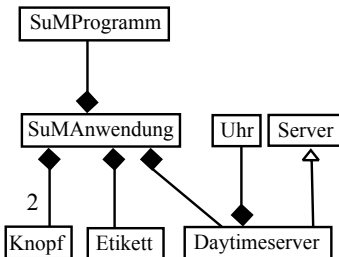 SuMProgramm
SuMAnwendung
Uhr
Server
2
Knopf
Etikett
Daytimeserver